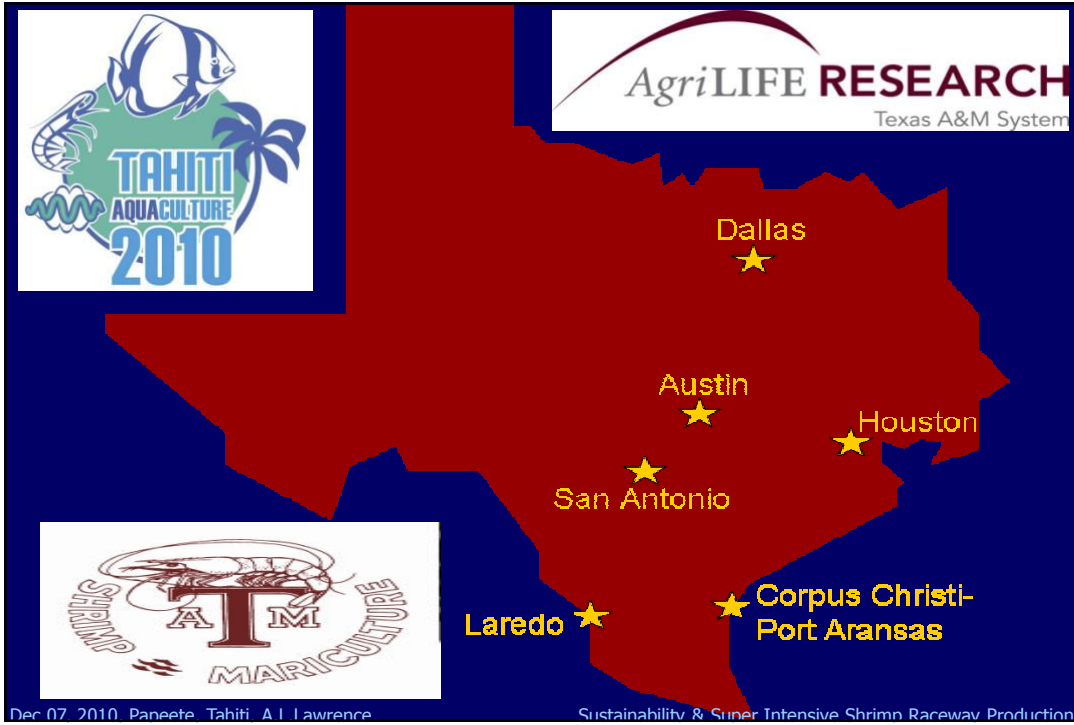 TAHITI
AQUACULTURE
2010
AgriLIFE RESEARCH
Texas A&M System
Dallas
Austin
Houston
San Antonio
Laredo
Corpus Christi-
Port Aransas
SHRIMP
ATM
MARICULTURE
Dec 07, 2010, Papeete, Tahiti, A.L.Lawrence
Sustainability & Super Intensive Shrimp Raceway Production